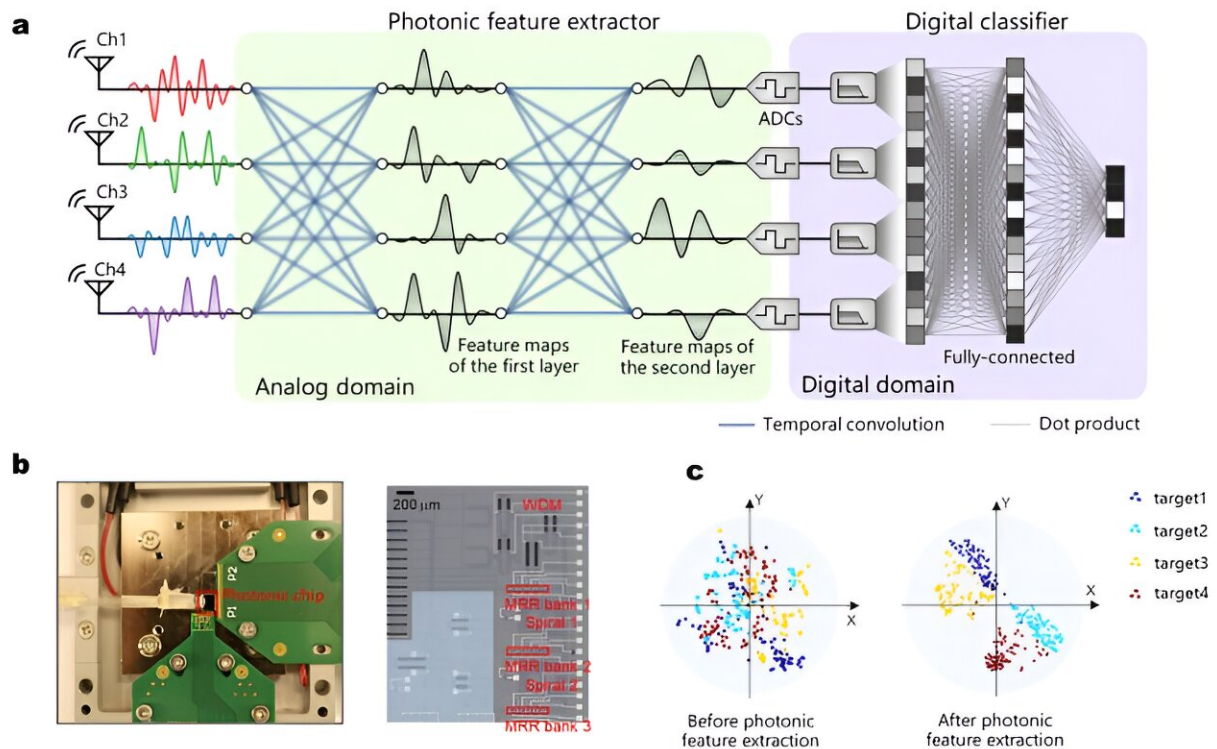 a
Photonic feature extractor
Digital classifier
Ch1
Ch2
Ch3
Ch4
ADCs
Feature maps
of the first layer
Feature maps of
the second layer
Fully-connected
Analog domain
Digital domain
Temporal convolution
Dot product
b
P2
Photonic chip
P1
200 μm
WDM
MRR bank 1
Spiral 1
MRR bank 2
Spiral 2
MRR bank 3
c
Y
X
Before photonic
feature extraction
Y
X
After photonic
feature extraction
target1
target2
target3
target4